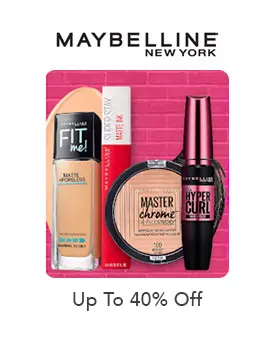 MAYBELLINE
NEW YORK
MAYBELLINE
FIT
me!
MATTE
+PORELESS
SUPER STAY
MATTE INK
MASTER
chrome
100
HYPER
CURL
Up To 40% Off